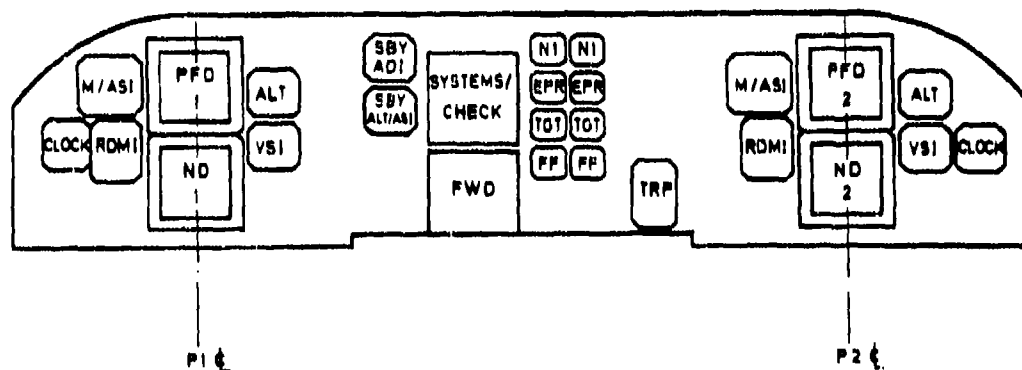 M/ASI
PFD
1
ALT
CLOCK
RDMI
ND
1
VSI
SBY
ADI
SBY
ALT/ASI
SYSTEMS/
CHECK
FWD
N1 N1
EPR EPR
TGT TGT
FF FF
TRP
M/ASI
PFD
2
ALT
RDMI
ND
2
VSI
CLOCK
P1 ℄
P2 ℄